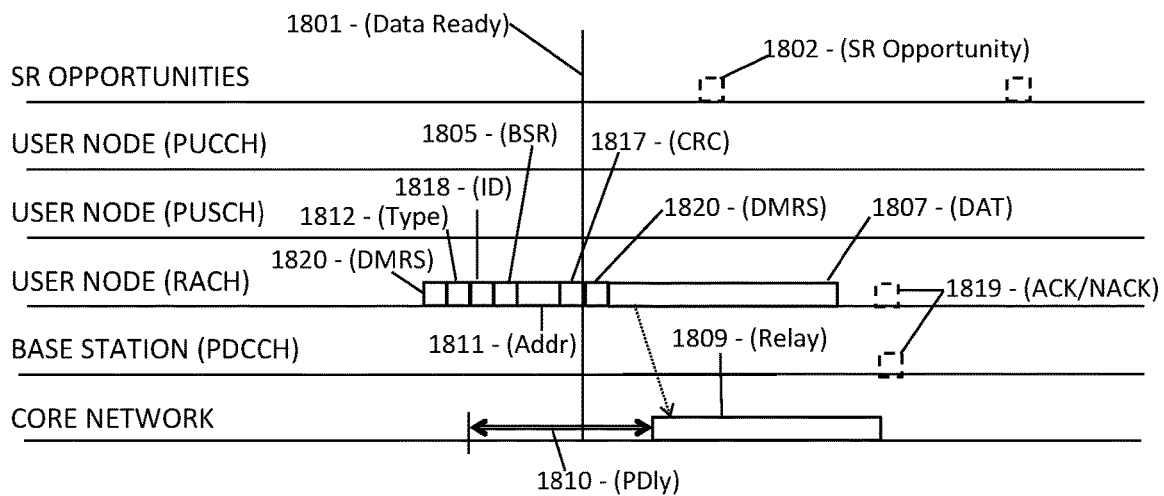 1801 - (Data Ready)
1802 - (SR Opportunity)
SR OPPORTUNITIES
1805 - (BSR)
1817 - (CRC)
USER NODE (PUCCH)
1818 - (ID)
1812 - (Type)
1820 - (DMRS)
1807 - (DAT)
USER NODE (PUSCH)
1820 - (DMRS)
USER NODE (RACH)
1819 - (ACK/NACK)
1811 - (Addr)
1809 - (Relay)
BASE STATION (PDCCH)
CORE NETWORK
1810 - (PDly)